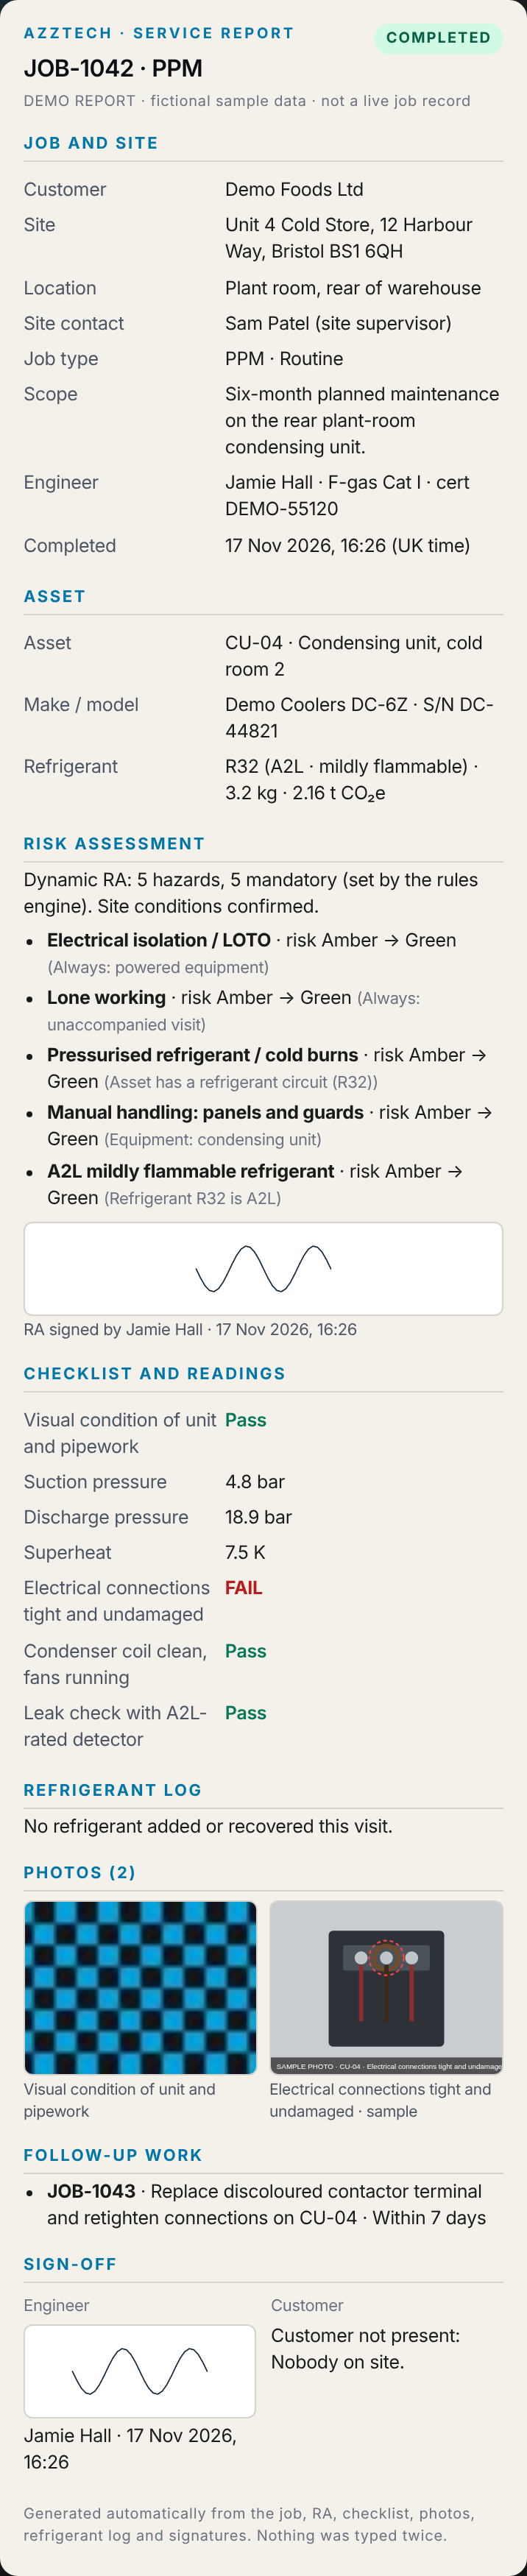 AZZTECH · SERVICE REPORT
COMPLETED
JOB-1042 · PPM
DEMO REPORT · fictional sample data · not a live job record
JOB AND SITE
Customer Demo Foods Ltd
Site Unit 4 Cold Store, 12 Harbour
Way, Bristol BS1 6QH
Location Plant room, rear of warehouse
Site contact Sam Patel (site supervisor)
Job type PPM · Routine
Scope Six-month planned maintenance
on the rear plant-room
condensing unit.
Engineer Jamie Hall · F-gas Cat I · cert
DEMO-55120
Completed 17 Nov 2026, 16:26 (UK time)
ASSET
Asset CU-04 · Condensing unit, cold
room 2
Make / model Demo Coolers DC-6Z · S/N DC-
44821
Refrigerant R32 (A2L · mildly flammable) ·
3.2 kg · 2.16 t CO₂e
RISK ASSESSMENT
Dynamic RA: 5 hazards, 5 mandatory (set by the rules
engine). Site conditions confirmed.
• Electrical isolation / LOTO · risk Amber → Green
(Always: powered equipment)
• Lone working · risk Amber → Green (Always:
unaccompanied visit)
• Pressurised refrigerant / cold burns · risk Amber →
Green (Asset has a refrigerant circuit (R32))
• Manual handling: panels and guards · risk Amber →
Green (Equipment: condensing unit)
• A2L mildly flammable refrigerant · risk Amber →
Green (Refrigerant R32 is A2L)
RA signed by Jamie Hall · 17 Nov 2026, 16:26
CHECKLIST AND READINGS
Visual condition of unit Pass
and pipework
Suction pressure 4.8 bar
Discharge pressure 18.9 bar
Superheat 7.5 K
Electrical connections FAIL
tight and undamaged
Condenser coil clean, Pass
fans running
Leak check with A2L- Pass
rated detector
REFRIGERANT LOG
No refrigerant added or recovered this visit.
PHOTOS (2)
SAMPLE PHOTO · CU-04 · Electrical connections tight and undamage
Visual condition of unit and
pipework
Electrical connections tight and
undamaged · sample
FOLLOW-UP WORK
• JOB-1043 · Replace discoloured contactor terminal
and retighten connections on CU-04 · Within 7 days
SIGN-OFF
Engineer
Jamie Hall · 17 Nov 2026,
16:26
Customer
Customer not present:
Nobody on site.
Generated automatically from the job, RA, checklist, photos,
refrigerant log and signatures. Nothing was typed twice.